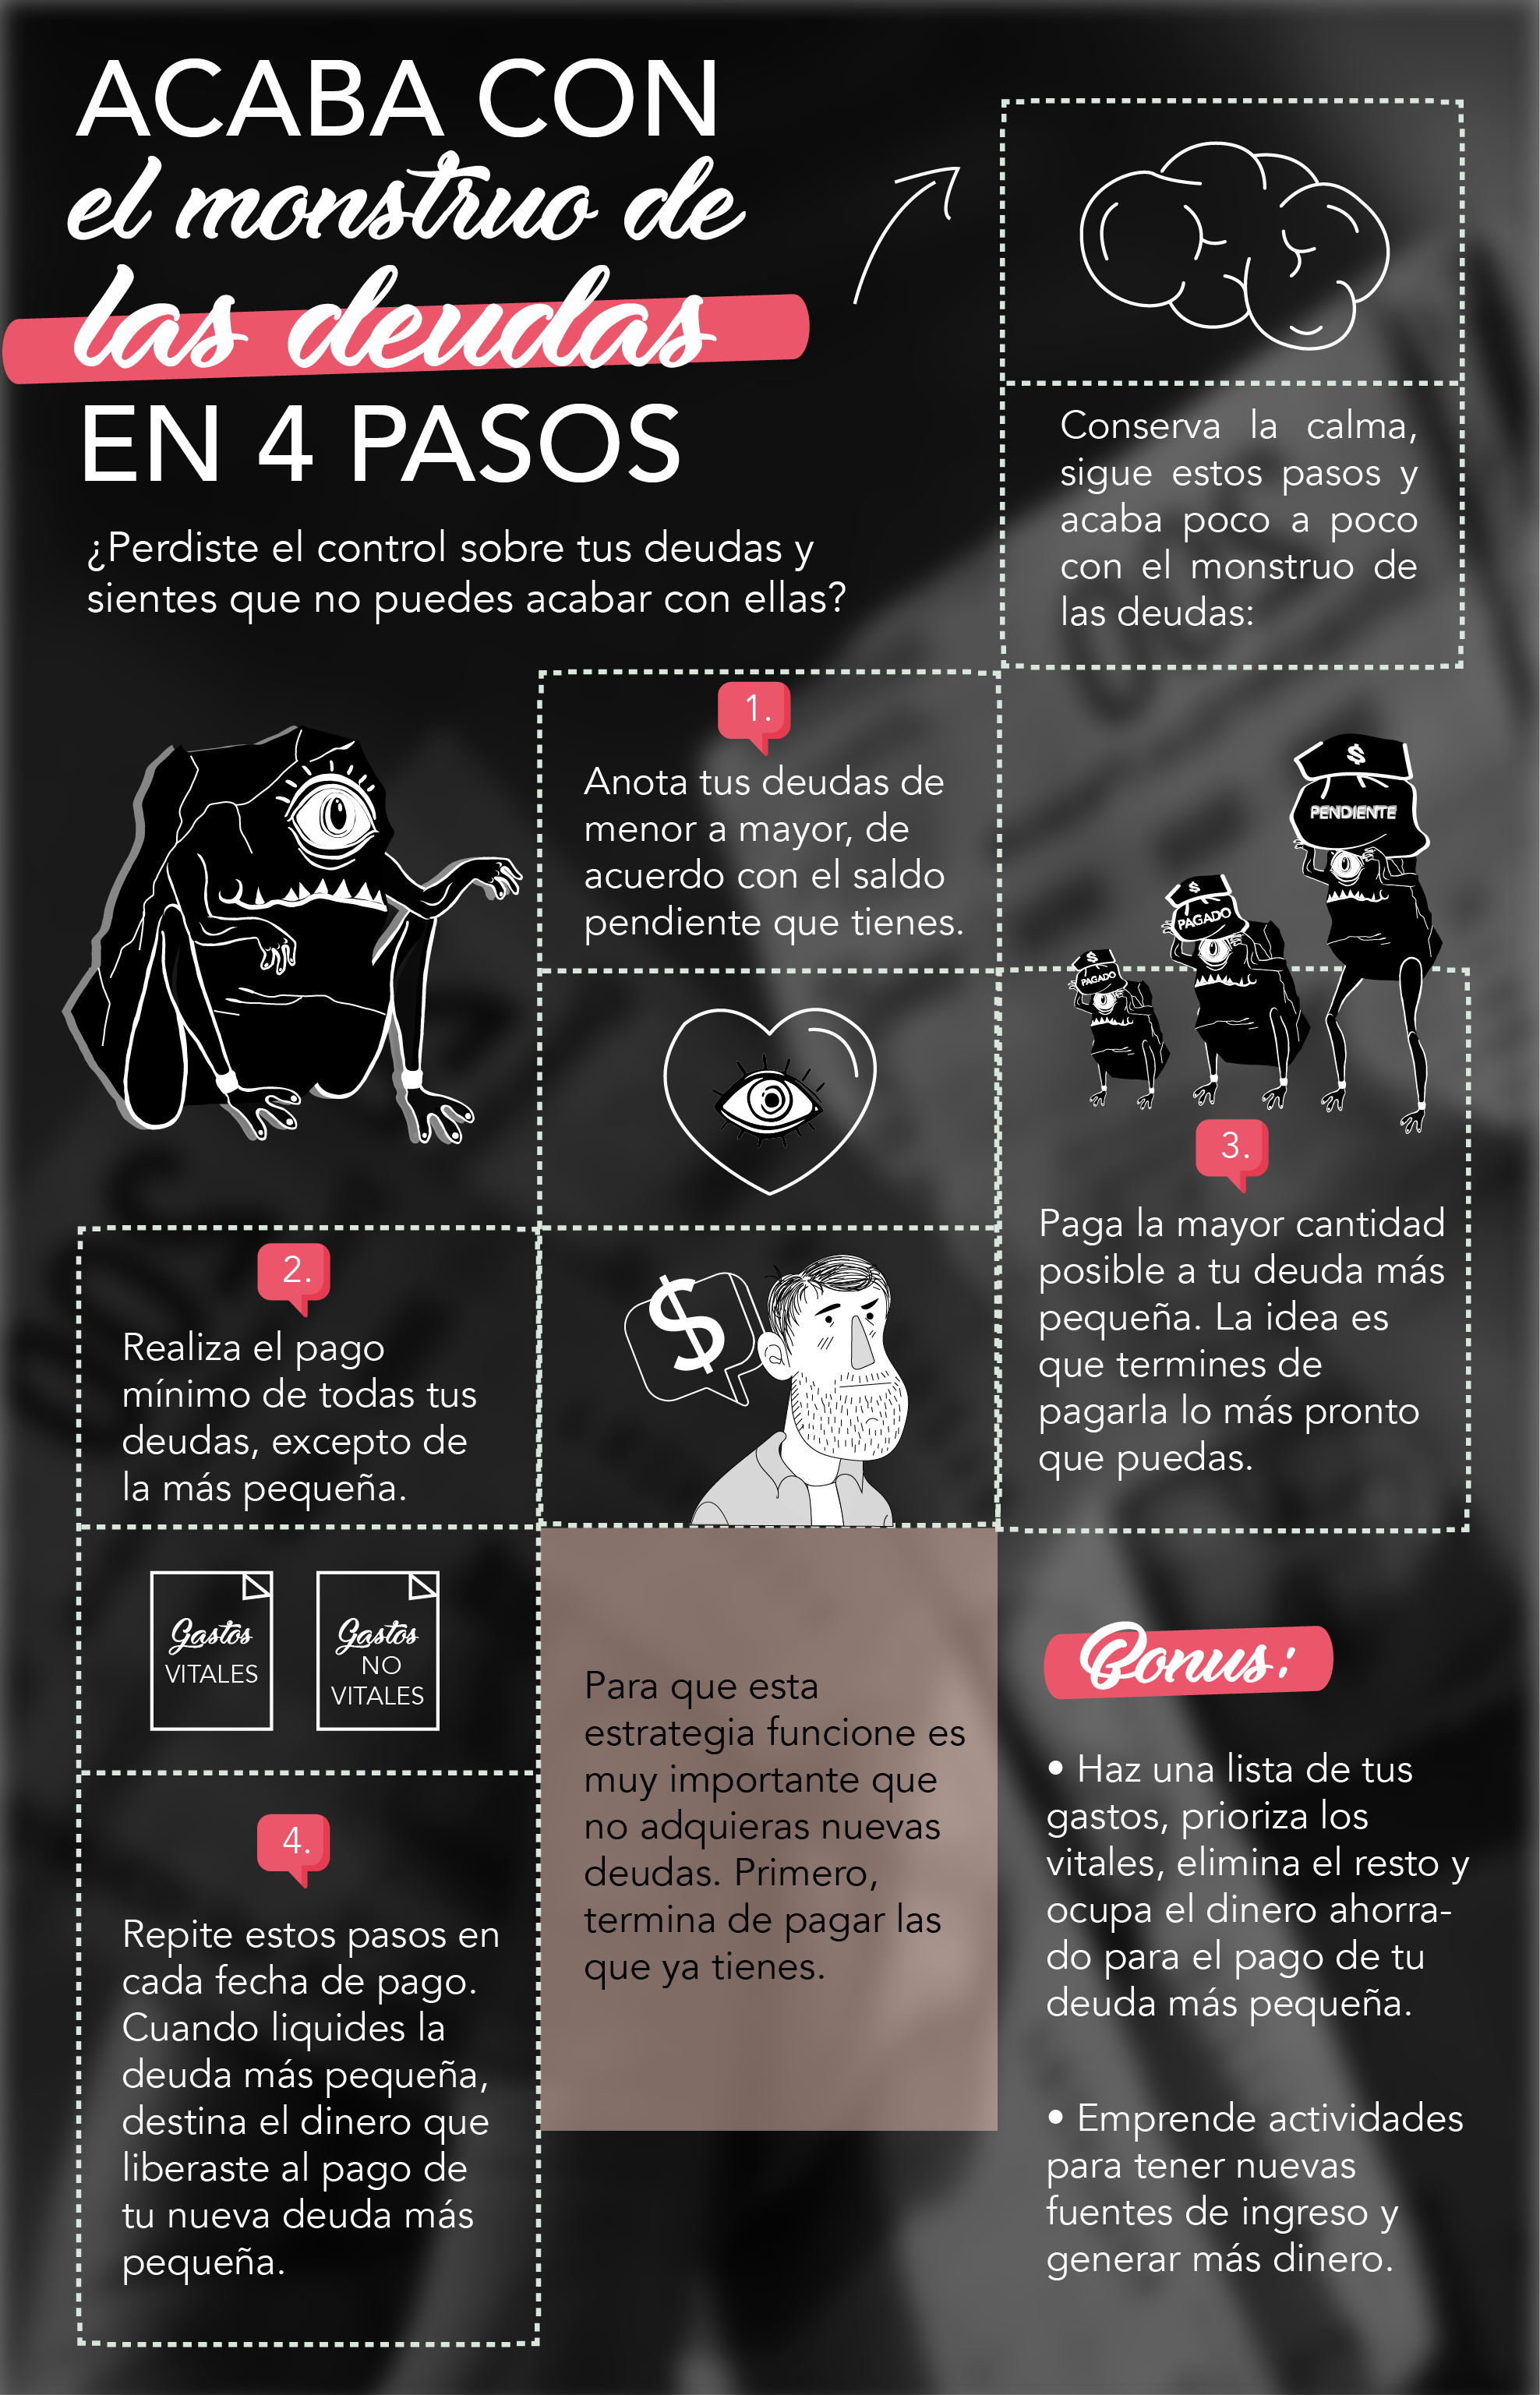 ACABA CON
el monstruo de
las deudas
EN 4 PASOS
¿Perdiste el control sobre tus deudas y
sientes que no puedes acabar con ellas?
Conserva la calma,
sigue estos pasos y
acaba poco a poco
con el monstruo de
las deudas:
1.
Anota tus deudas de
menor a mayor, de
acuerdo con el saldo
pendiente que tienes.
2.
Realiza el pago
mínimo de todas tus
deudas, excepto de
la más pequeña.
$
$
PAGADO
$
PAGADO
$
PENDIENTE
3.
Paga la mayor cantidad
posible a tu deuda más
pequeña. La idea es
que termines de
pagarla lo más pronto
que puedas.
Gastos
VITALES
Gastos
NO
VITALES
4.
Repite estos pasos en
cada fecha de pago.
Cuando liquides la
deuda más pequeña,
destina el dinero que
liberaste al pago de
tu nueva deuda más
pequeña.
Para que esta
estrategia funcione es
muy importante que
no adquieras nuevas
deudas. Primero,
termina de pagar las
que ya tienes.
Bonus:
• Haz una lista de tus
gastos, prioriza los
vitales, elimina el resto y
ocupa el dinero ahorra-
do para el pago de tu
deuda más pequeña.
• Emprende actividades
para tener nuevas
fuentes de ingreso y
generar más dinero.